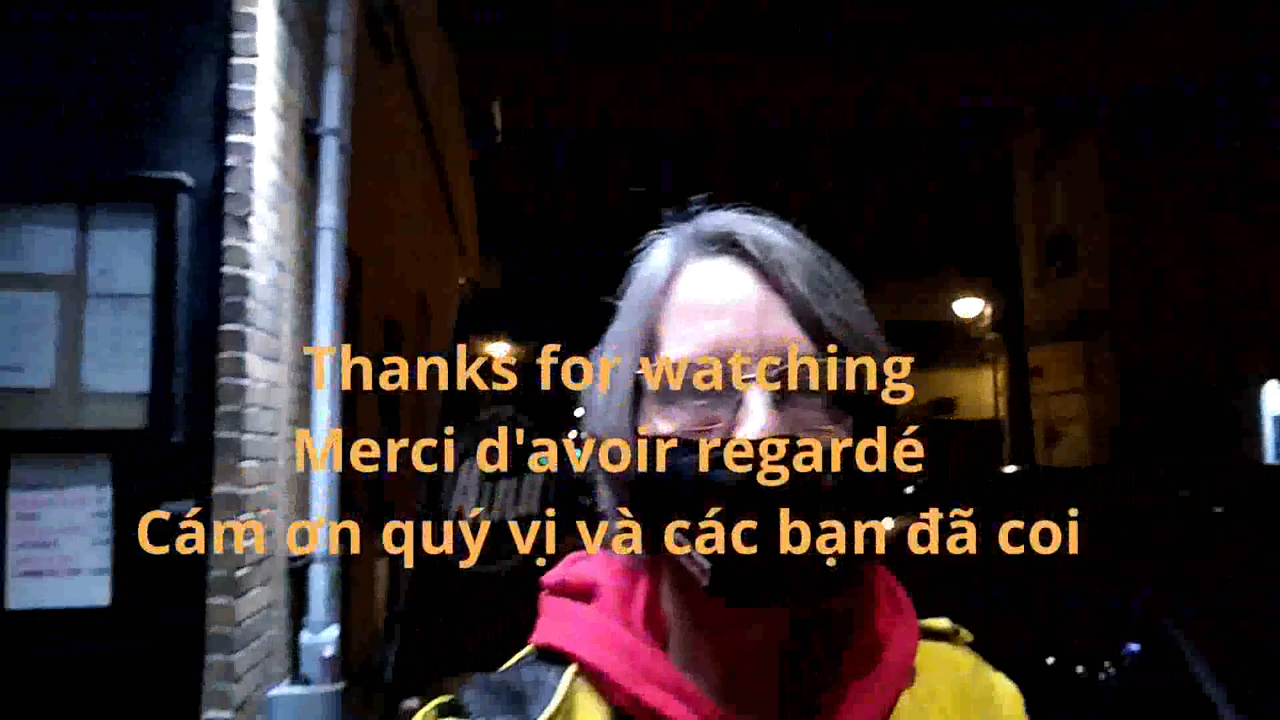 Thanks for watching
Merci d'avoir regardé
Cám ơn quý vị và các bạn đã coi